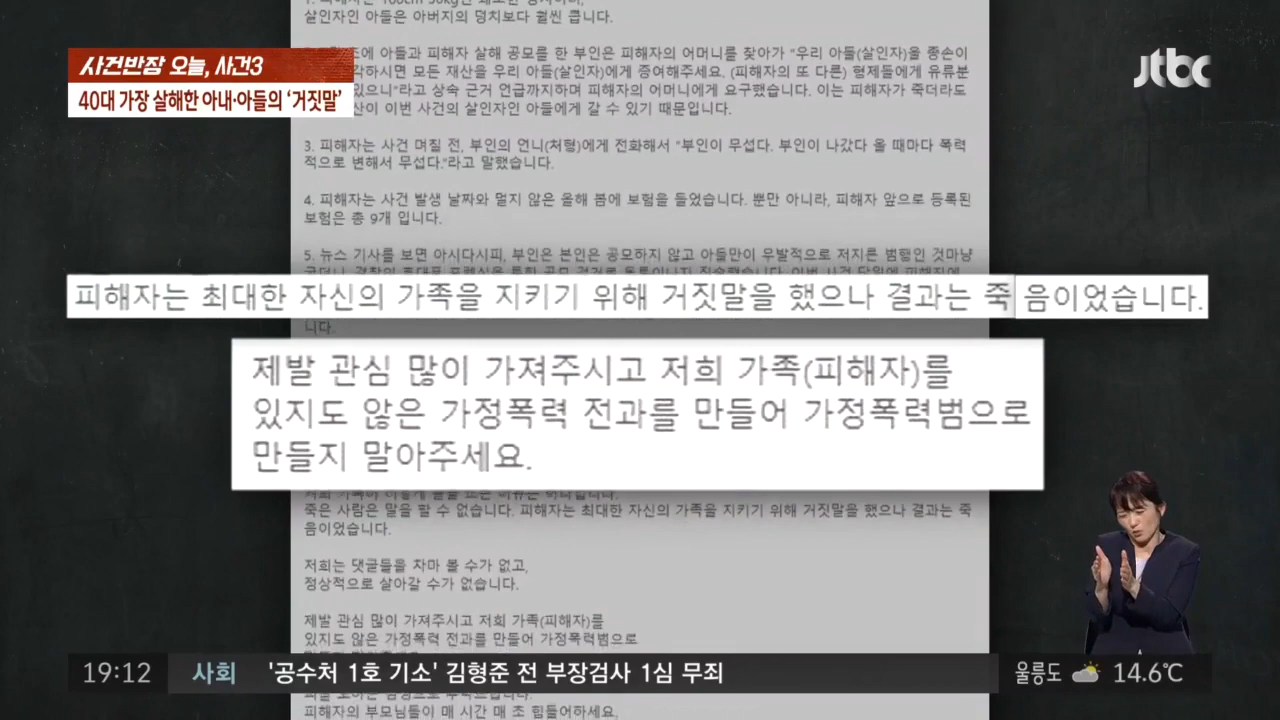 살인자인 아들은 아버지의 덩치보다 훨씬 큽니다.
사건반장 오늘, 사건3
40대 가장 살해한 아내·아들의 ‘거짓말’
jtbc
초에 아들과 피해자 살해 공모를 한 부인은 피해자의 어머니를 찾아가 "우리 아들(살인자)을 종손이
각하시면 모든 재산을 우리 아들(살인자)에게 증여해주세요. (피해자의 또 다른) 형제들에게 유류분
있으니"라고 상속 근거 언급까지하며 피해자의 어머니에게 요구했습니다. 이는 피해자가 죽더라도
산이 이번 사건의 살인자인 아들에게 갈 수 있기 때문입니다.
3. 피해자는 사건 며칠 전, 부인의 언니(처형)에게 전화해서 "부인이 무섭다. 부인이 나갔다 올 때마다 폭력
적으로 변해서 무섭다."라고 말했습니다.
4. 피해자는 사건 발생 날짜와 멀지 않은 올해 봄에 보험을 들었습니다. 뿐만 아니라, 피해자 앞으로 등록된
보험은 총 9개 입니다.
5. 뉴스 기사를 보면 아시다시피, 부인은 본인은 공모하지 않고 아들만이 우발적으로 저지른 범행인 것마냥
피해자는 최대한 자신의 가족을 지키기 위해 거짓말을 했으나 결과는 죽 음이었습니다.
니다.
제발 관심 많이 가져주시고 저희 가족(피해자)를
있지도 않은 가정폭력 전과를 만들어 가정폭력범으로
만들지 말아주세요.
죽은 사람은 말을 할 수 없습니다. 피해자는 최대한 자신의 가족을 지키기 위해 거짓말을 했으나 결과는 죽
음이었습니다.
저희는 댓글들을 차마 볼 수가 없고,
정상적으로 살아갈 수가 없습니다.
제발 관심 많이 가져주시고 저희 가족(피해자)를
있지도 않은 가정폭력 전과를 만들어 가정폭력범으로
19:12 사회 '공수처 1호 기소' 김형준 전 부장검사 1심 무죄 울릉도 14.6℃
피해자의 부모님들이 매 시간 매 초 힘들어하세요.